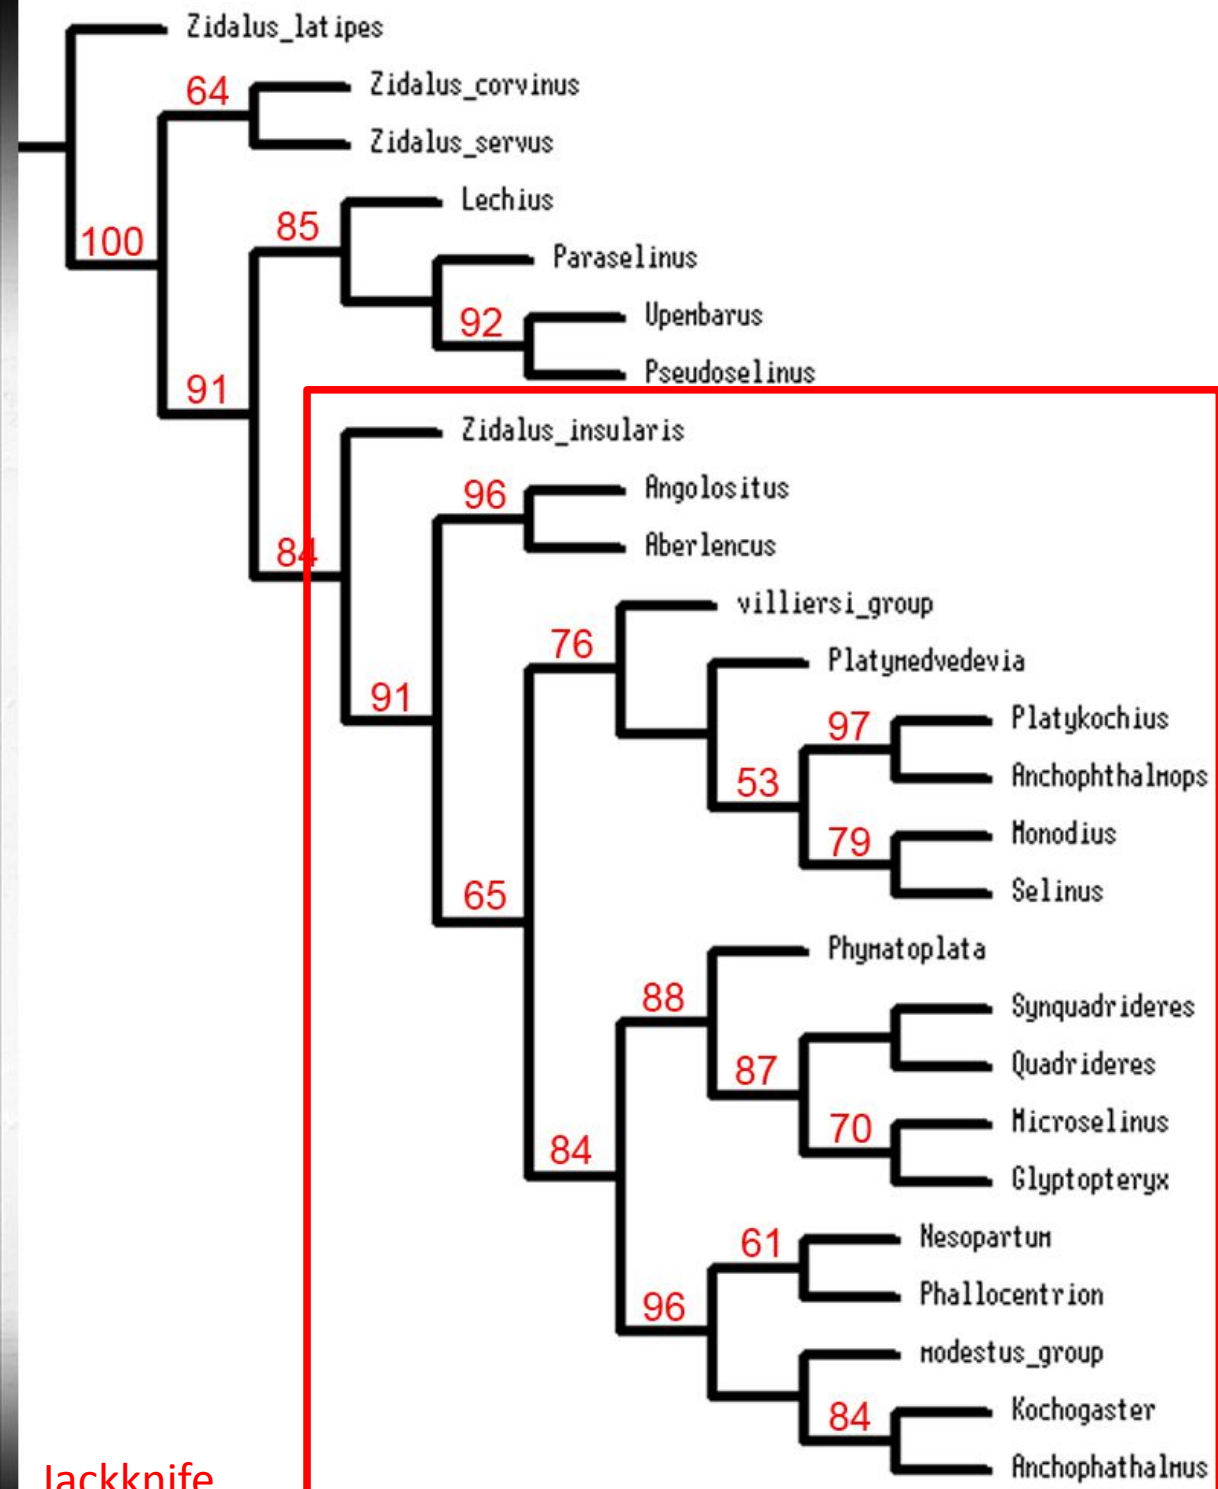 Zidalus_latipes
64
Zidalus_corvinus
Zidalus_servus
Lechius
85
100
Paraselinus
92
Upembarus
Pseudoselinus
91
Zidalus_insularis
96
Angolositus
Aberlencus
84
villiersi_group
76
Platymedvedevia
91
97
Platykochius
Anchophthalmops
53
Monodius
79
Selinus
65
Phymatoplata
88
Synquadrideres
Quadrideres
87
Microselinus
70
84
Glyptopteryx
61
Nesopartum
Phallocentrion
96
modestus_group
84
Kochogaster
Anchophathalmus
Jackknife